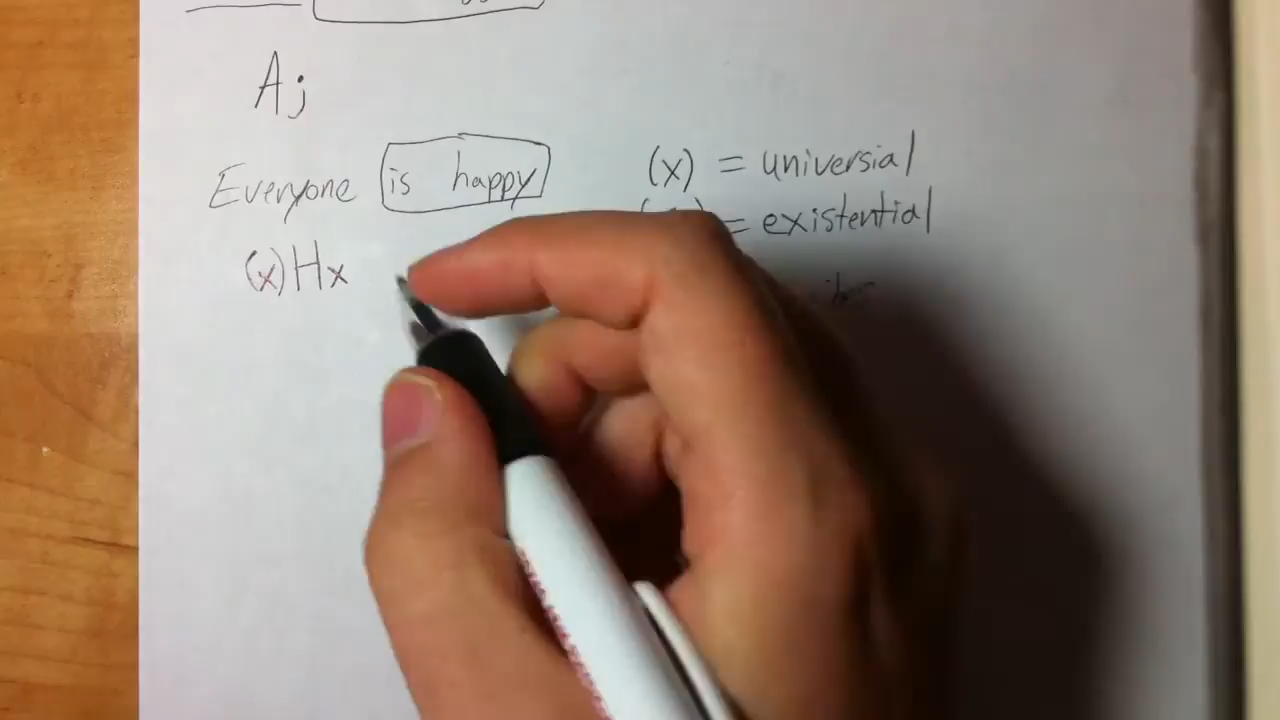 Aj
Everyone is happy
(x)Hx
(x) = universial
= existential